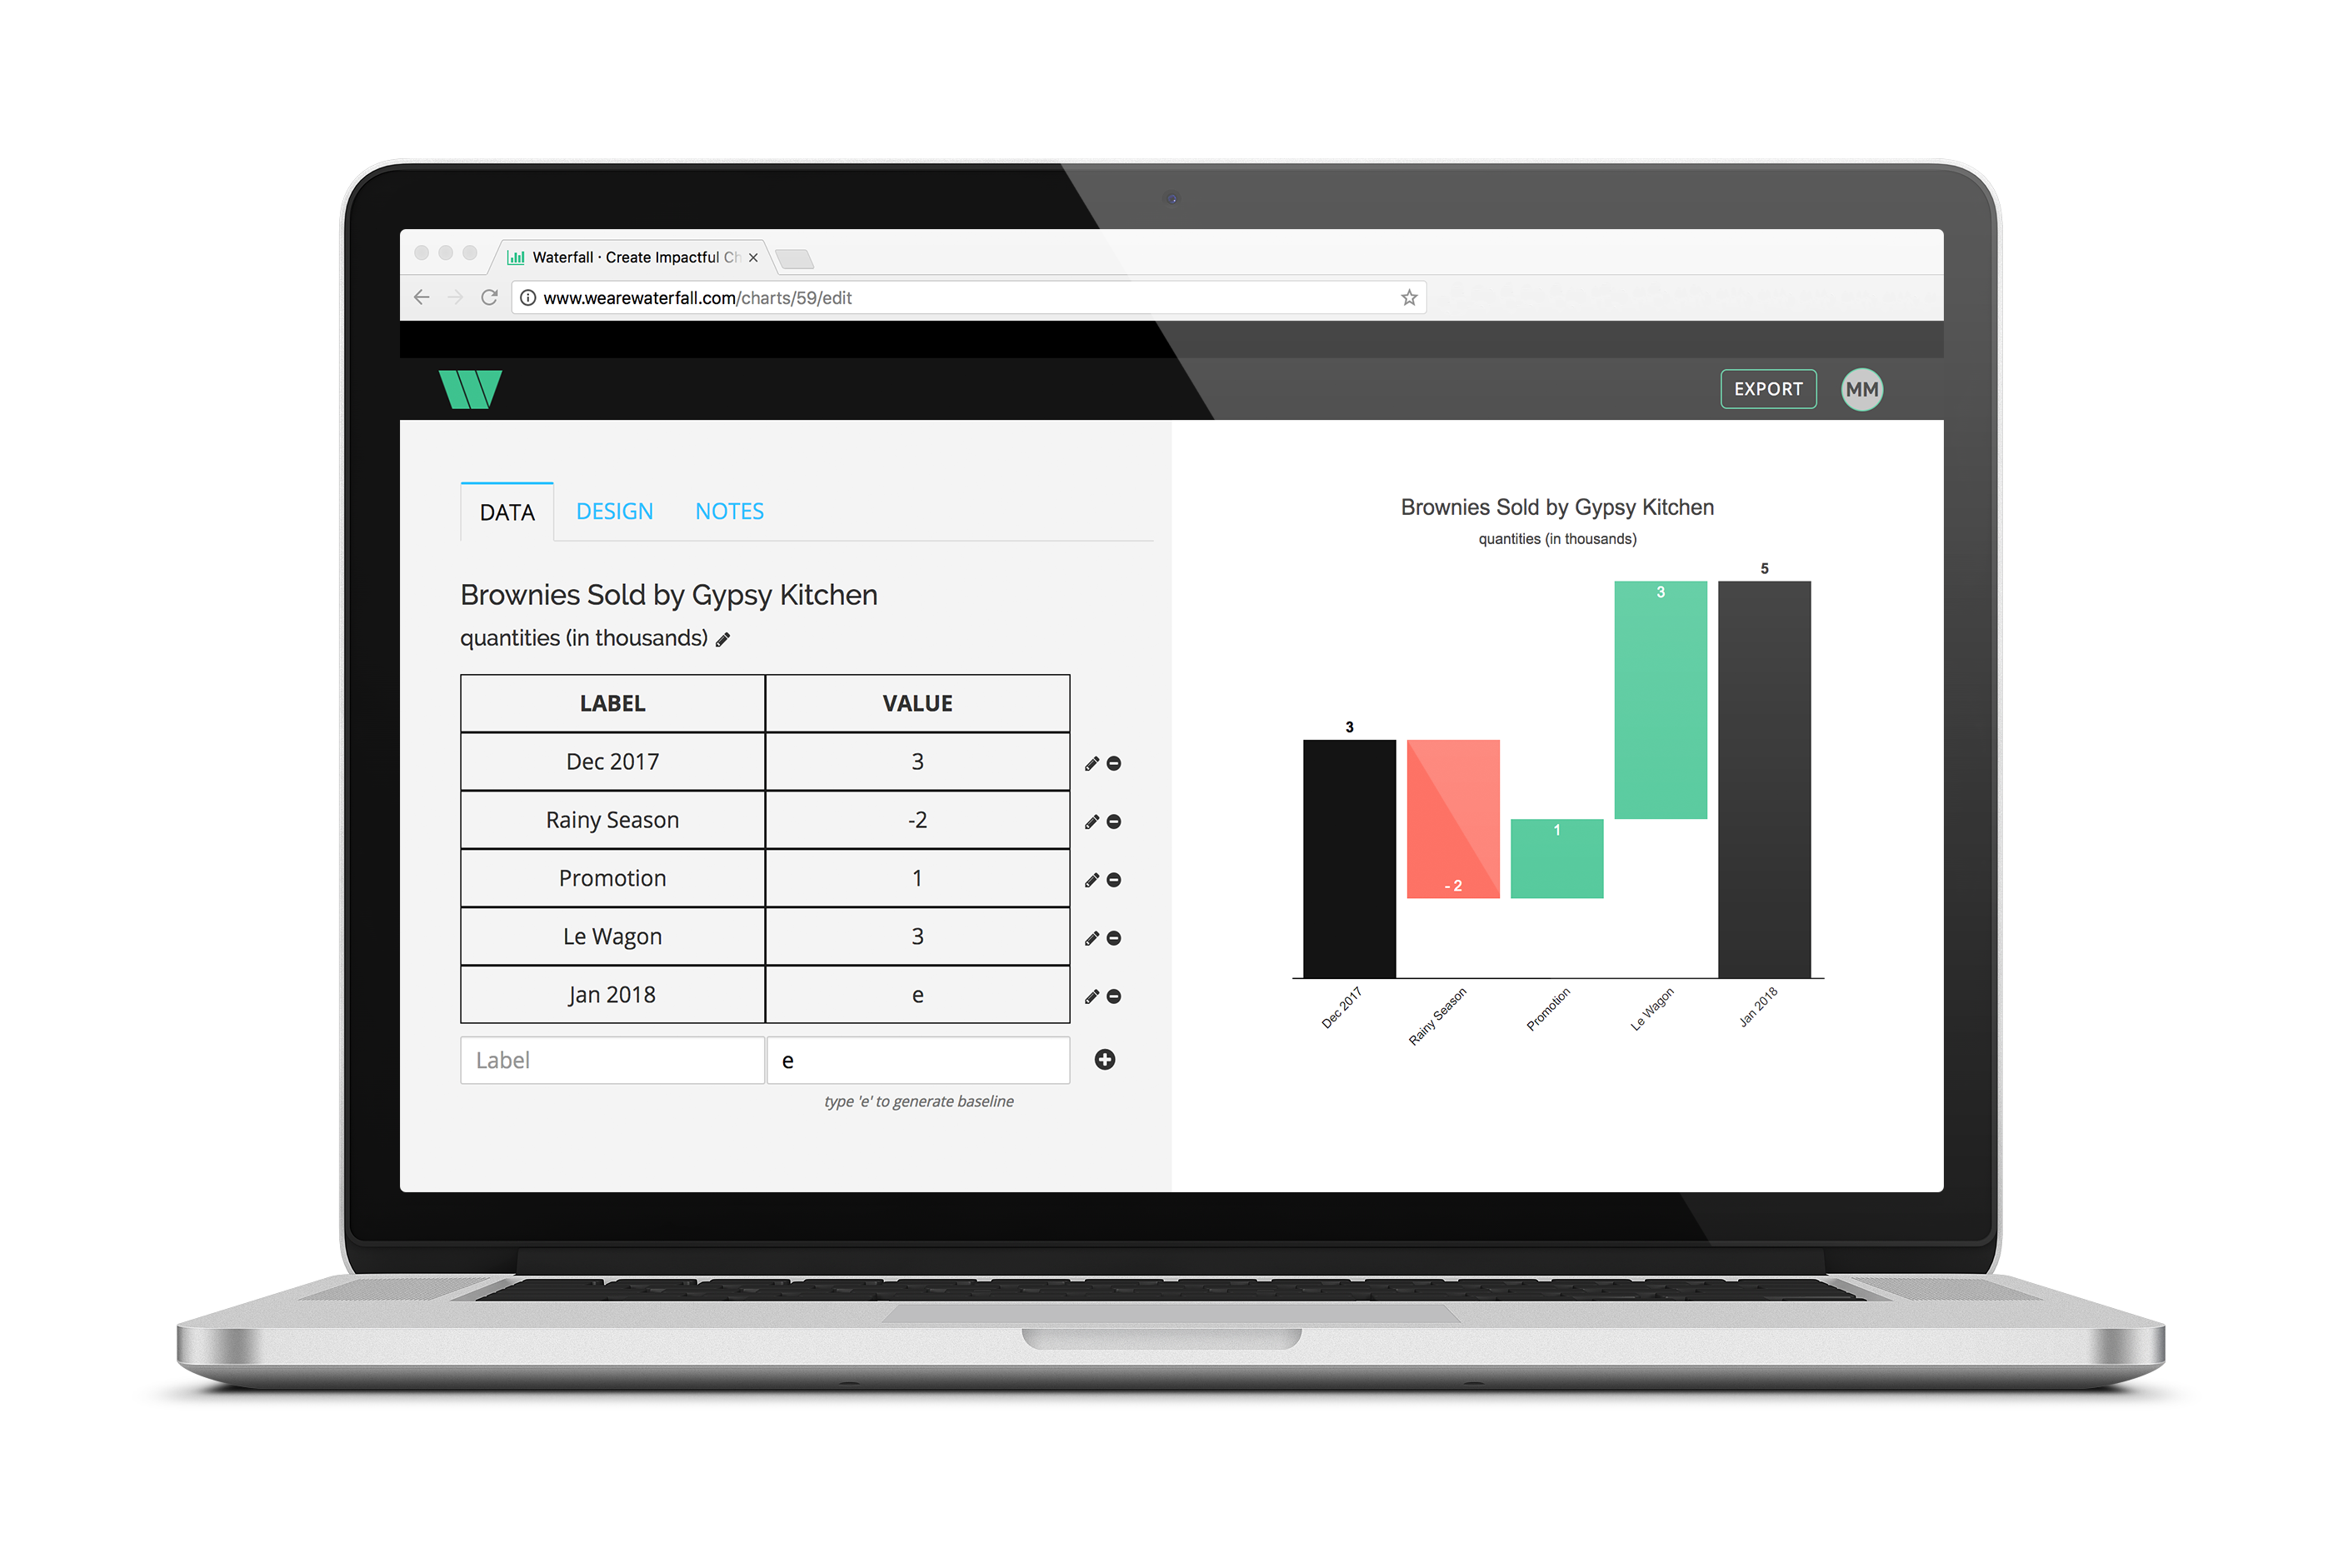 Waterfall · Create Impactful Ch
www.wearewaterfall.com/charts/59/edit
EXPORT
MM
DATA
DESIGN
NOTES
Brownies Sold by Gypsy Kitchen
quantities (in thousands)
LABEL VALUE
Dec 2017 3
Rainy Season -2
Promotion 1
Le Wagon 3
Jan 2018 e
Label e
type 'e' to generate baseline
Brownies Sold by Gypsy Kitchen
quantities (in thousands)
3
- 2
1
3
5
Dec 2017
Rainy Season
Promotion
Le Wagon
Jan 2018